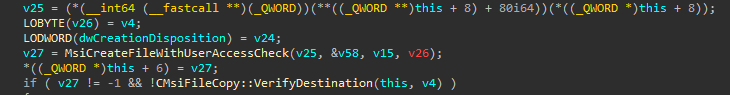 v25 = (*(__int64 (__fastcall **)(_QWORD))(**((_QWORD **)this + 8) + 80i64))(*((_QWORD *)this + 8));
LOBYTE(v26) = v4;
LODWORD(dwCreationDisposition) = v24;
v27 = MsiCreateFileWithUserAccessCheck(v25, &v58, v15, v26);
*((_QWORD *)this + 6) = v27;
if ( v27 != -1 && !CMsiFileCopy::VerifyDestination(this, v4) )
{